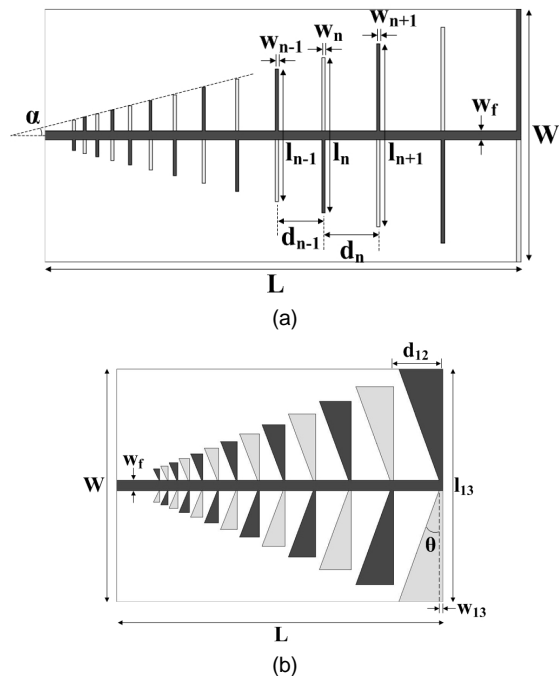 w_{n-1} w_n w_{n+1}
α
w_f
W
l_{n-1} l_n l_{n+1}
d_{n-1} d_n
L
(a)
d_{12}
w_f
W
l_{13}
θ
w_{13}
L
(b)